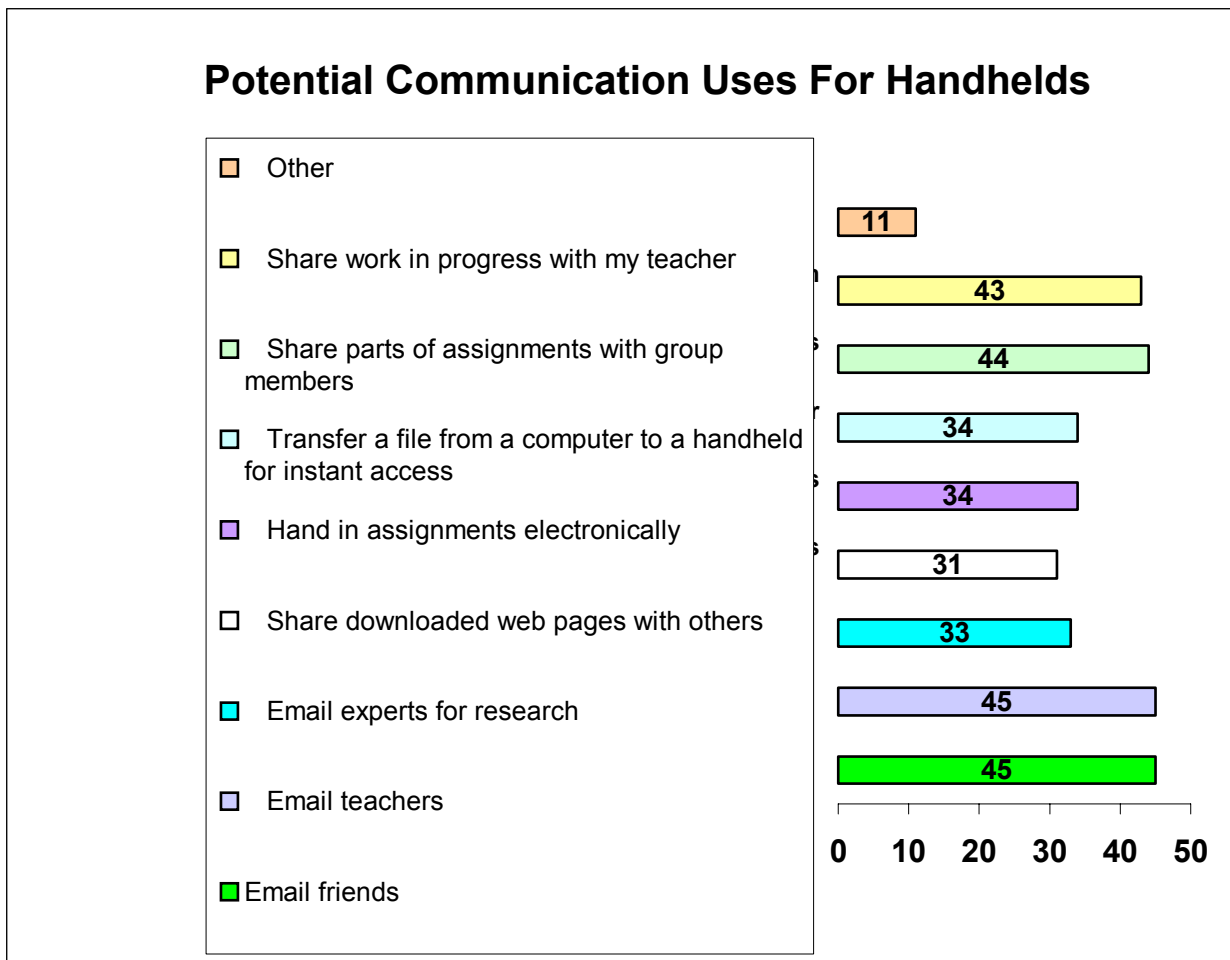 Potential Communication Uses For Handhelds
Other
Share work in progress with my teacher
Share parts of assignments with group
members
Transfer a file from a computer to a handheld
for instant access
Hand in assignments electronically
Share downloaded web pages with others
Email experts for research
Email teachers
Email friends
11
43
44
34
34
31
33
45
45
0 10 20 30 40 50